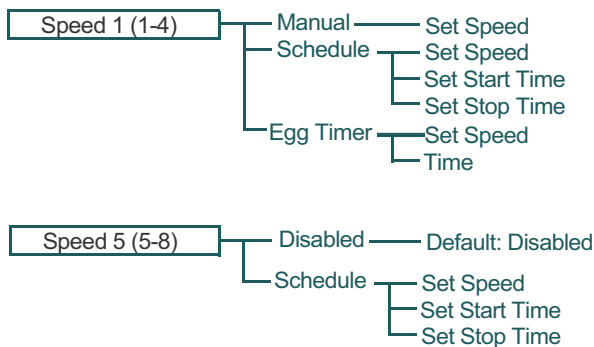 Speed 1 (1-4) Manual Set Speed
Schedule Set Speed
Set Start Time
Set Stop Time
Egg Timer Set Speed
Time
Speed 5 (5-8) Disabled Default: Disabled
Schedule Set Speed
Set Start Time
Set Stop Time